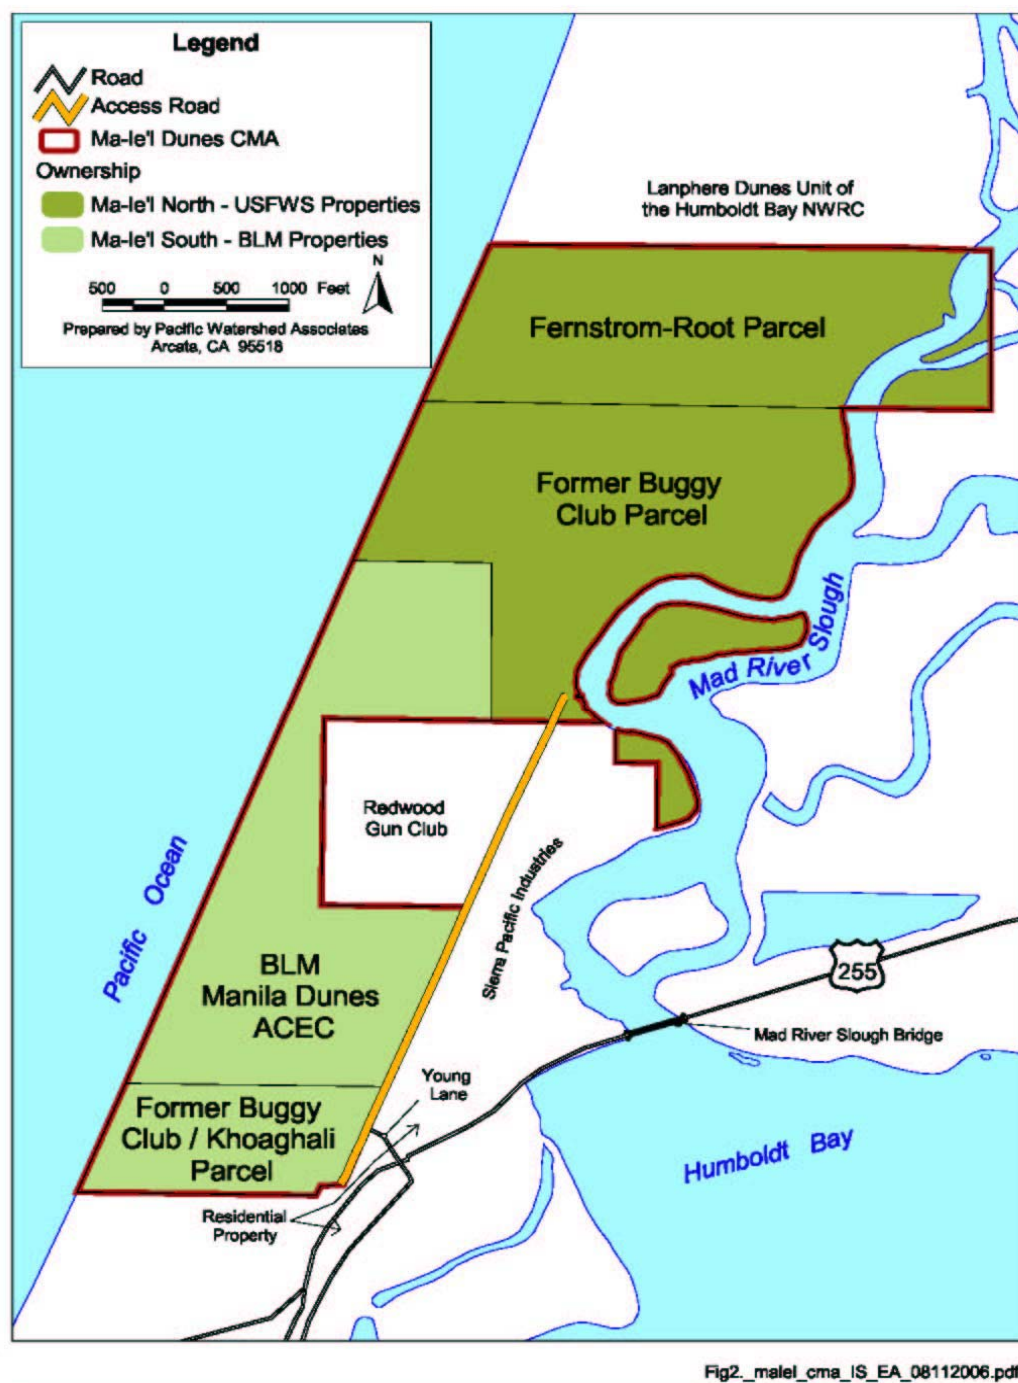 Legend
Road
Access Road
Ma-le'l Dunes CMA
Ownership
Ma-le'l North - USFWS Properties
Ma-le'l South - BLM Properties
N
500 0 500 1000 Feet
Prepared by Pacific Watershed Associates
Arcata, CA 95518
Lanphere Dunes Unit of
the Humboldt Bay NWRC
Fernstrom-Root Parcel
Former Buggy
Club Parcel
Mad River Slough
Redwood
Gun Club
Sierra Pacific Industries
Pacific Ocean
BLM
Manila Dunes
ACEC
255
Mad River Slough Bridge
Young
Lane
Former Buggy
Club / Khoaghali
Parcel
Humboldt Bay
Residential
Property
Fig2._malel_cma_IS_EA_08112006.pdf